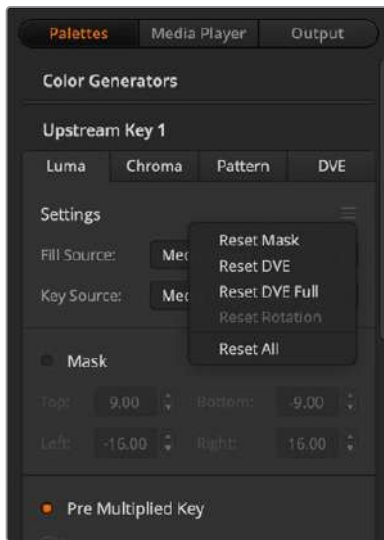 Palettes Media Player Output
Color Generators
Upstream Key 1
Luma Chroma Pattern DVE
Settings
Reset Mask
Reset DVE
Fill Source:
Reset DVE Full
Key Source:
Reset Rotation
Reset All
Mask
Top: 9.00 Bottom: -9.00
Left: -16.00 Right: 16.00
Pre Multiplied Key